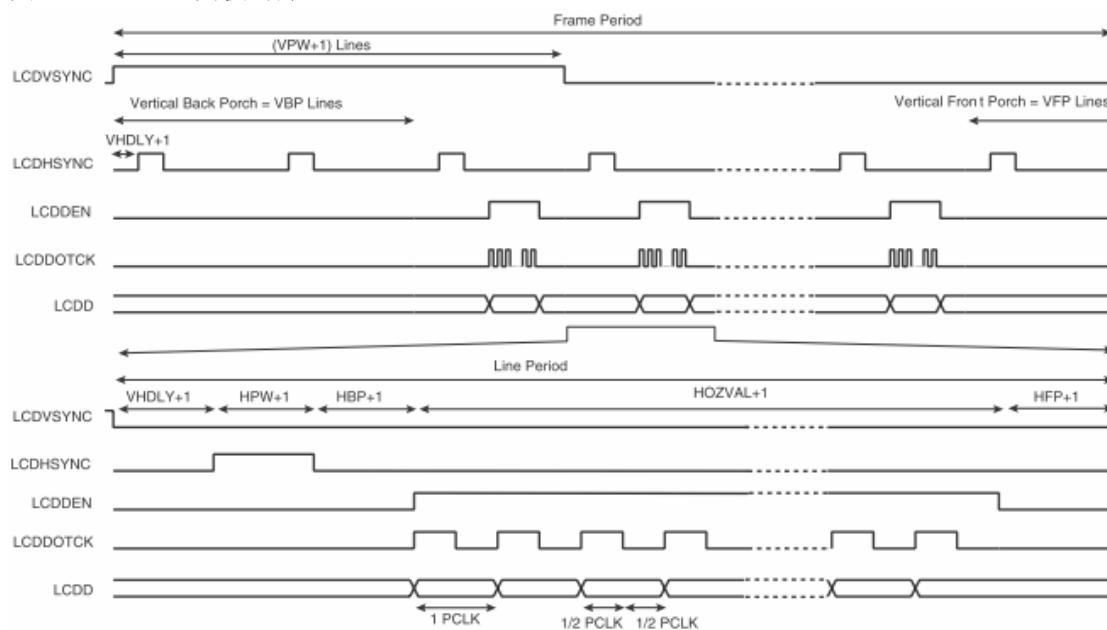 Frame Period
(VPW+1) Lines
LCDVSYNC
Vertical Back Porch = VBP Lines
Vertical Front Porch = VFP Lines
VHDLY+1
LCDHSYNC
LCDDEN
LCDDOTCK
LCDD
Line Period
VHDLY+1 HPW+1 HBP+1 HOZVAL+1 HFP+1
LCDVSYNC
LCDHSYNC
LCDDEN
LCDDOTCK
LCDD
1 PCLK 1/2 PCLK 1/2 PCLK